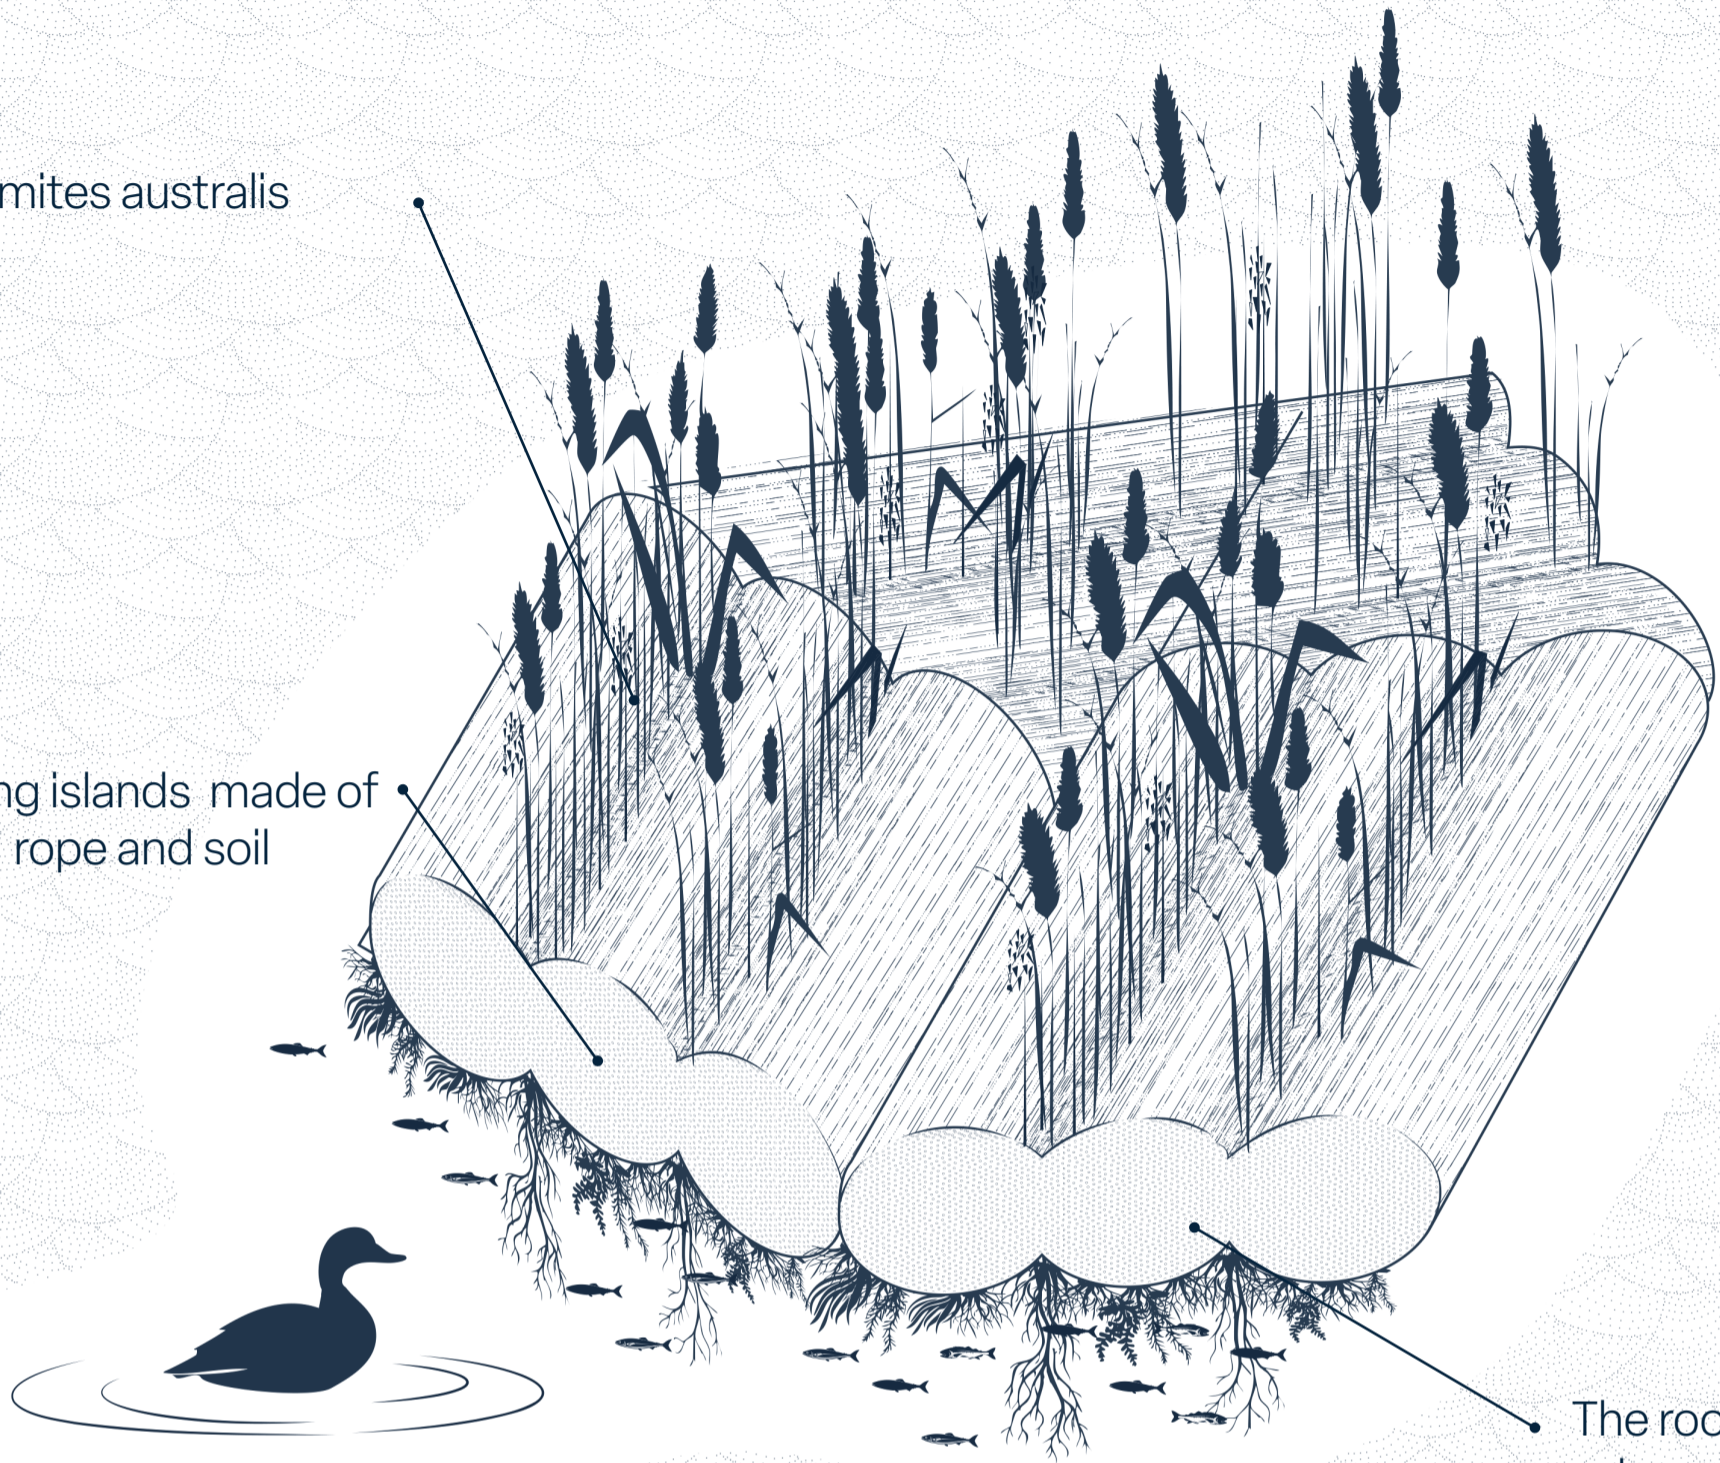 mites australis
ng islands  made of
rope and soil
The roo